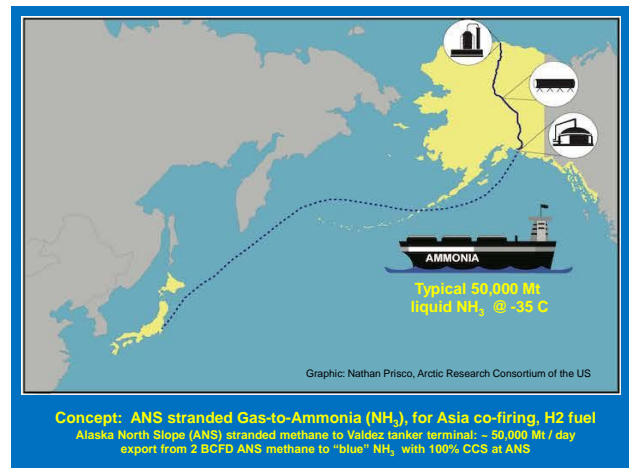 AMMONIA
Typical 50,000 Mt
liquid NH₃ @ -35 C
Graphic: Nathan Prisco, Arctic Research Consortium of the US
Concept: ANS stranded Gas-to-Ammonia (NH₃), for Asia co-firing, H2 fuel
Alaska North Slope (ANS) stranded methane to Valdez tanker terminal: ~ 50,000 Mt / day
export from 2 BCFD ANS methane to “blue” NH₃ with 100% CCS at ANS